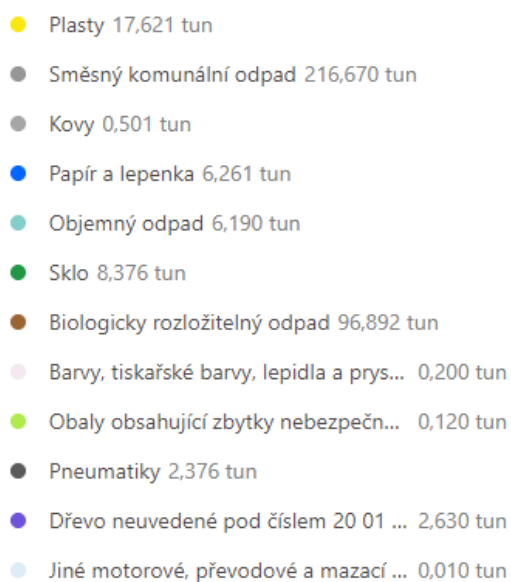 Plasty 17,621 tun
Směsný komunální odpad 216,670 tun
Kovy 0,501 tun
Papír a lepenka 6,261 tun
Objemný odpad 6,190 tun
Sklo 8,376 tun
Biologicky rozložitelný odpad 96,892 tun
Barvy, tiskařské barvy, lepidla a prys... 0,200 tun
Obaly obsahující zbytky nebezpečn... 0,120 tun
Pneumatiky 2,376 tun
Dřevo neuvedené pod číslem 20 01 ... 2,630 tun
Jiné motorové, převodové a mazací ... 0,010 tun